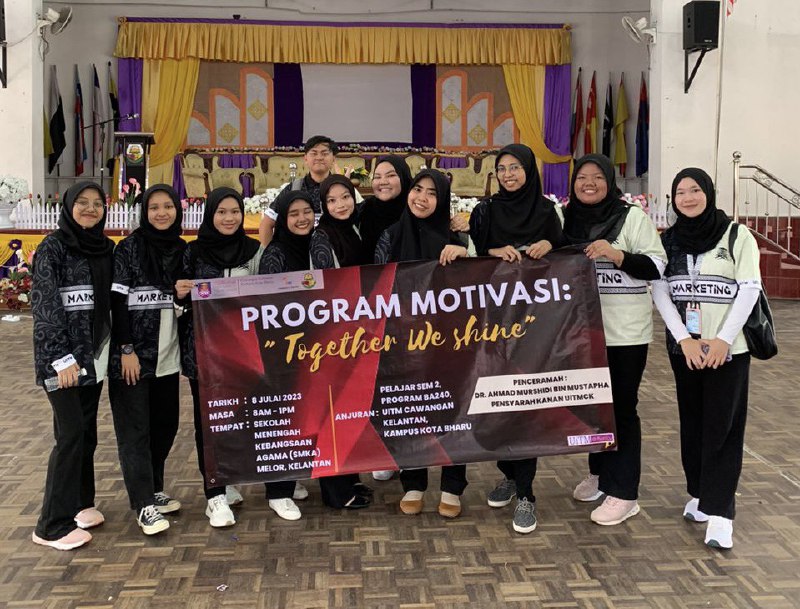 PROGRAM MOTIVASI:
" Together We shine"
TARIKH : 8 JULAI 2023
MASA : 8AM - 1PM
TEMPAT : SEKOLAH
MENENGAH
KEBANGSAAN
AGAMA (SMKA)
MELOR, KELANTAN
PELAJAR SEM 2,
PROGRAM BA240,
ANJURAN : UITM CAWANGAN
KELANTAN,
KAMPUS KOTA BHARU
PENCERAMAH :
DR. AHMAD MURSHIDI BIN MUSTAPHA
PENSYARAH KANAN UITMCK
UiTM
MARKETING
MARKET
MARKETING
MARKETING